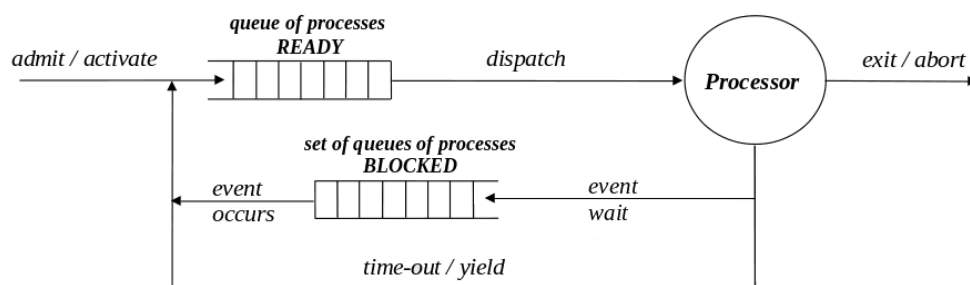 queue of processes
READY
admit / activate
dispatch
Processor
exit / abort
set of queues of processes
BLOCKED
event
occurs
event
wait
time-out / yield